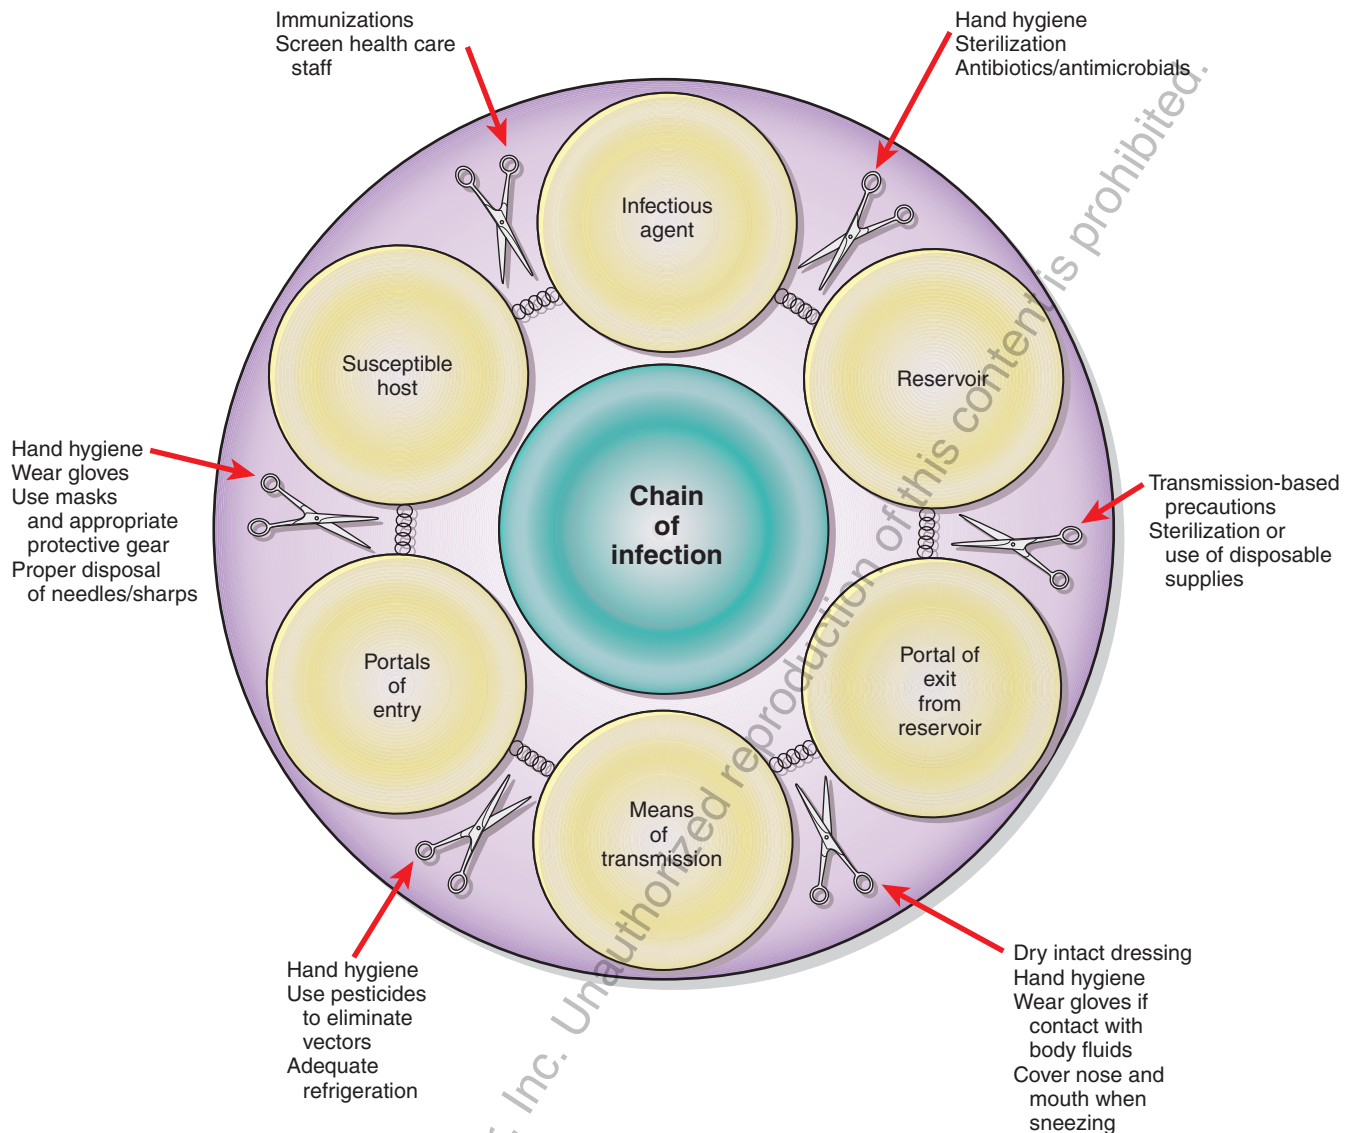 Immunizations
Screen health care
staff
Hand hygiene
Sterilization
Antibiotics/antimicrobials
Infectious
agent
Susceptible
host
Reservoir
Hand hygiene
Wear gloves
Use masks
and appropriate
protective gear
Proper disposal
of needles/sharps
Chain
of
infection
Transmission-based
precautions
Sterilization or
use of disposable
supplies
Portals
of
entry
Portal of
exit
from
reservoir
Means
of
transmission
Hand hygiene
Use pesticides
to eliminate
vectors
Adequate
refrigeration
Dry intact dressing
Hand hygiene
Wear gloves if
contact with
body fluids
Cover nose and
mouth when
sneezing
Inc. Unauthorized reproduction of this content is prohibited.